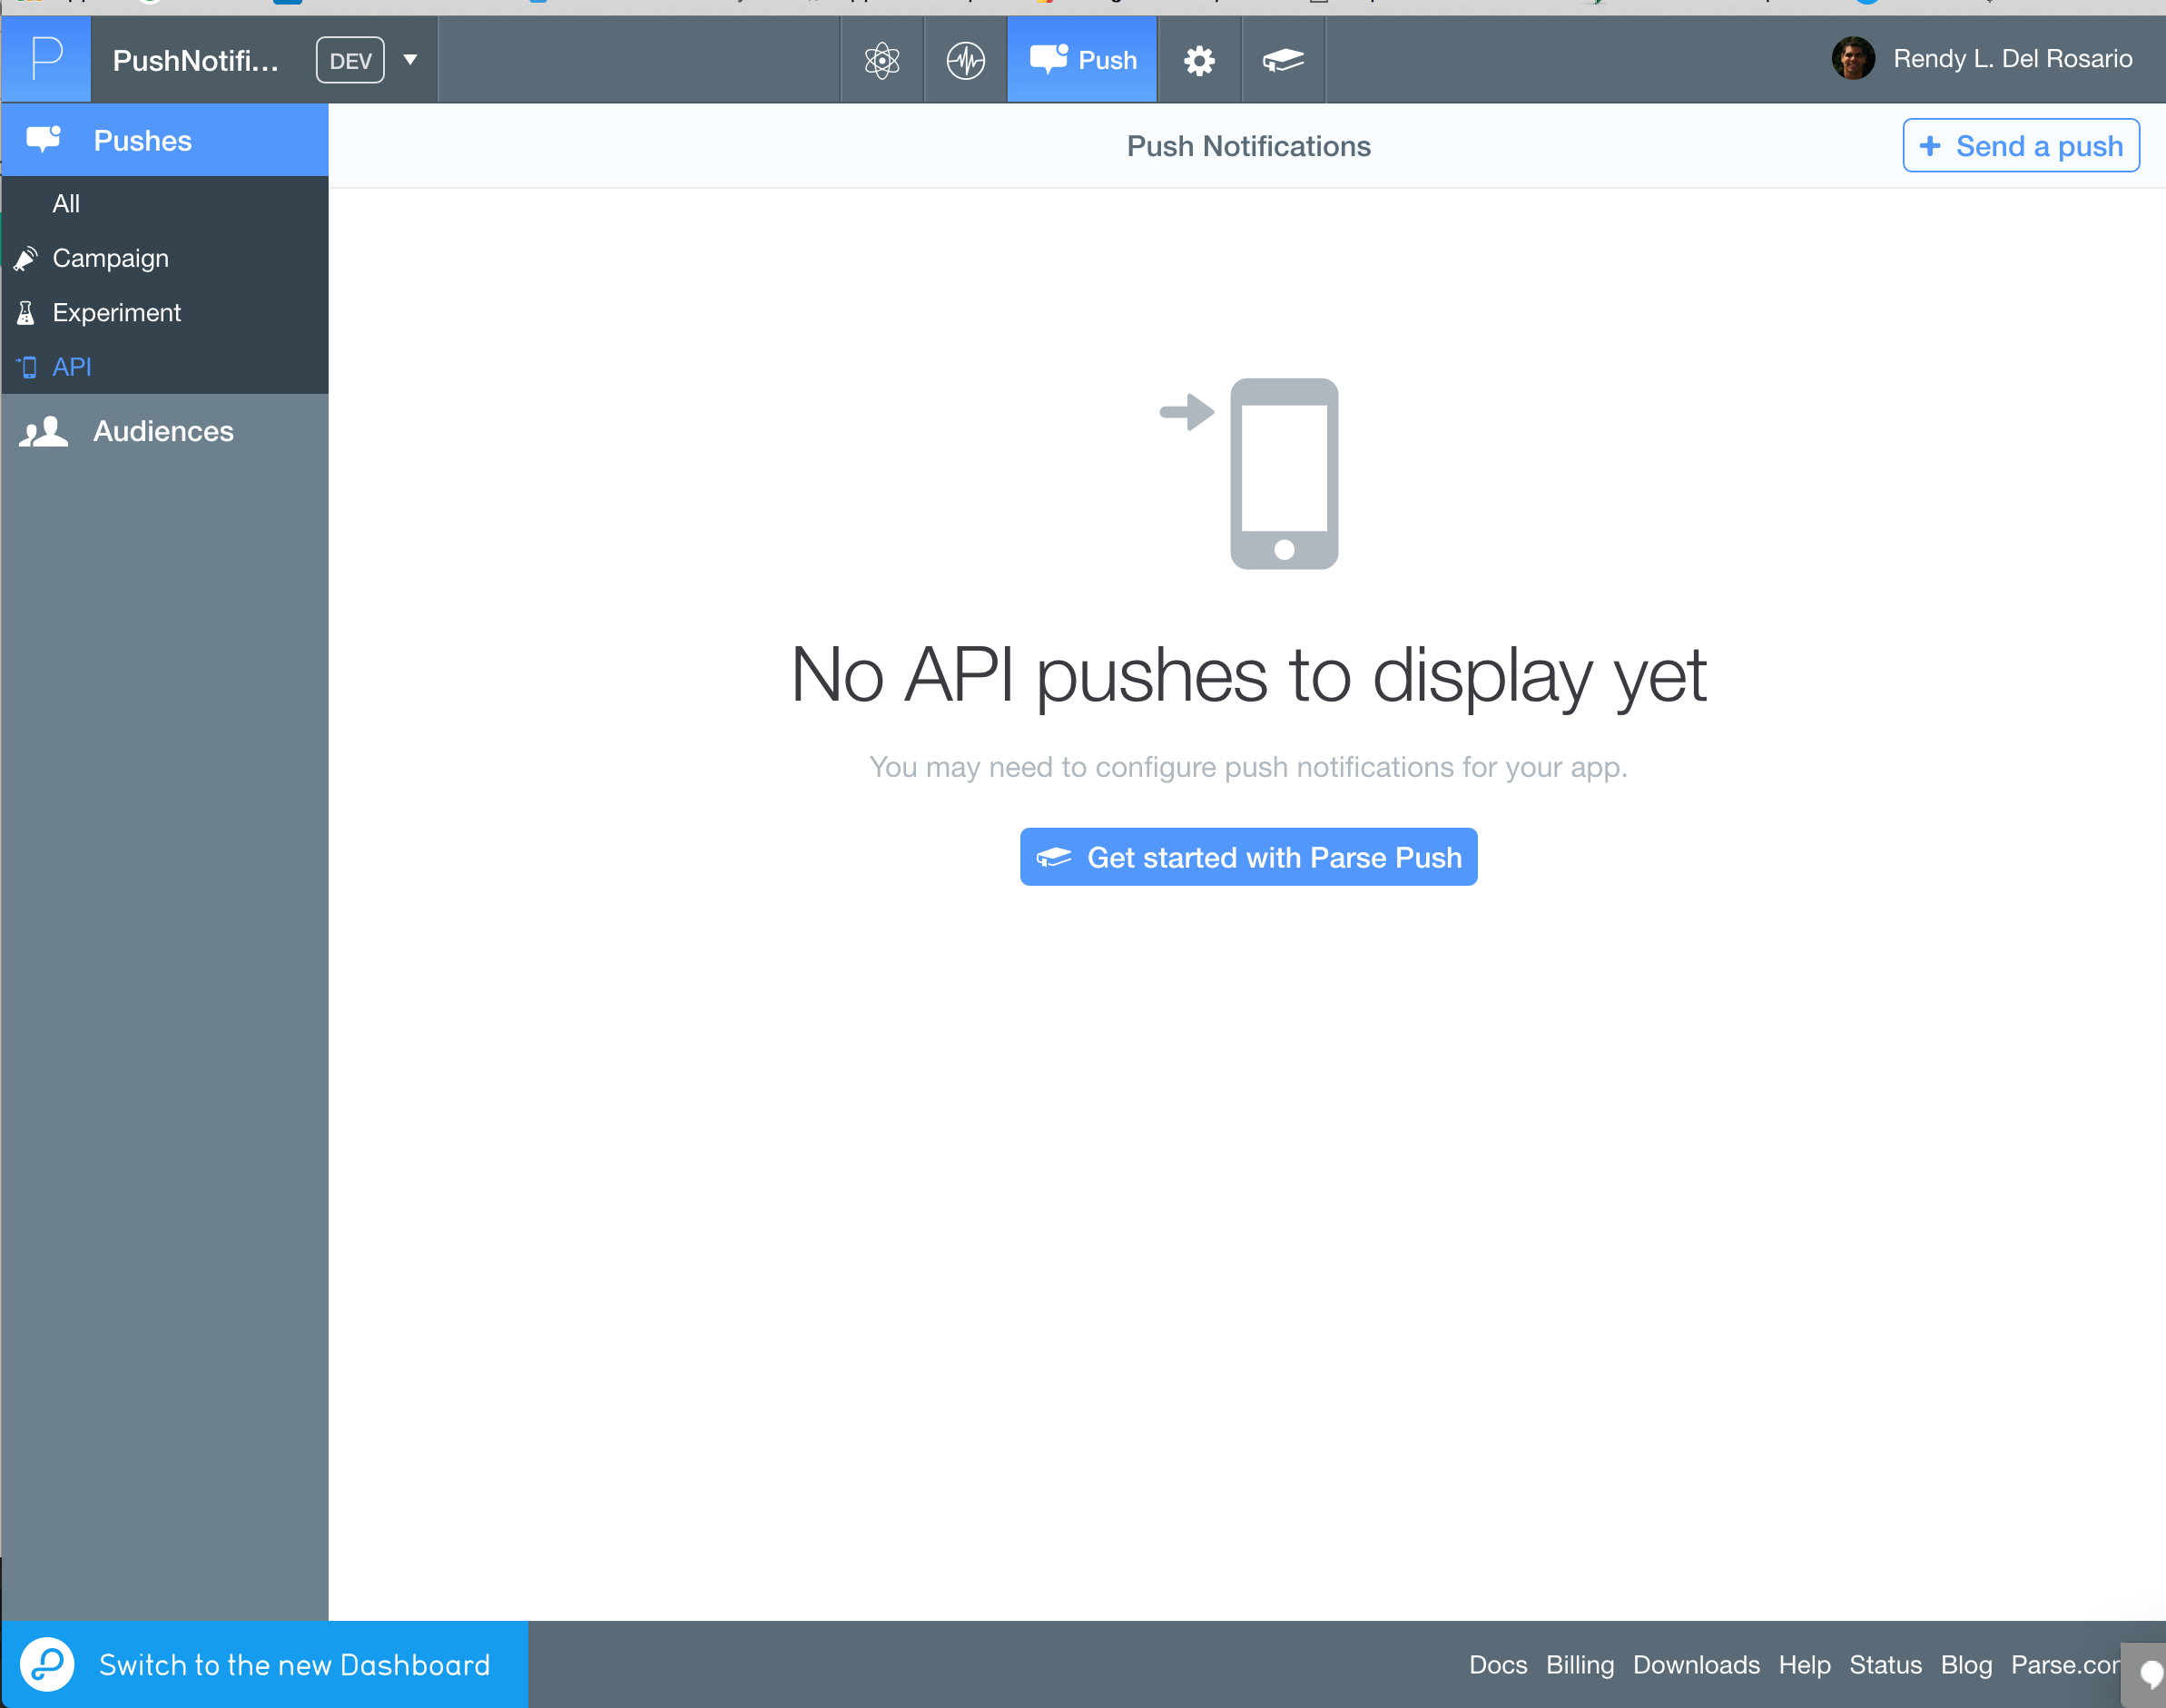 P PushNotifi... DEV Push Rendy L. Del Rosario
Pushes
Push Notifications
+ Send a push
All
Campaign
Experiment
API
Audiences
No API pushes to display yet
You may need to configure push notifications for your app.
Get started with Parse Push
Switch to the new Dashboard
Docs Billing Downloads Help Status Blog Parse.cor